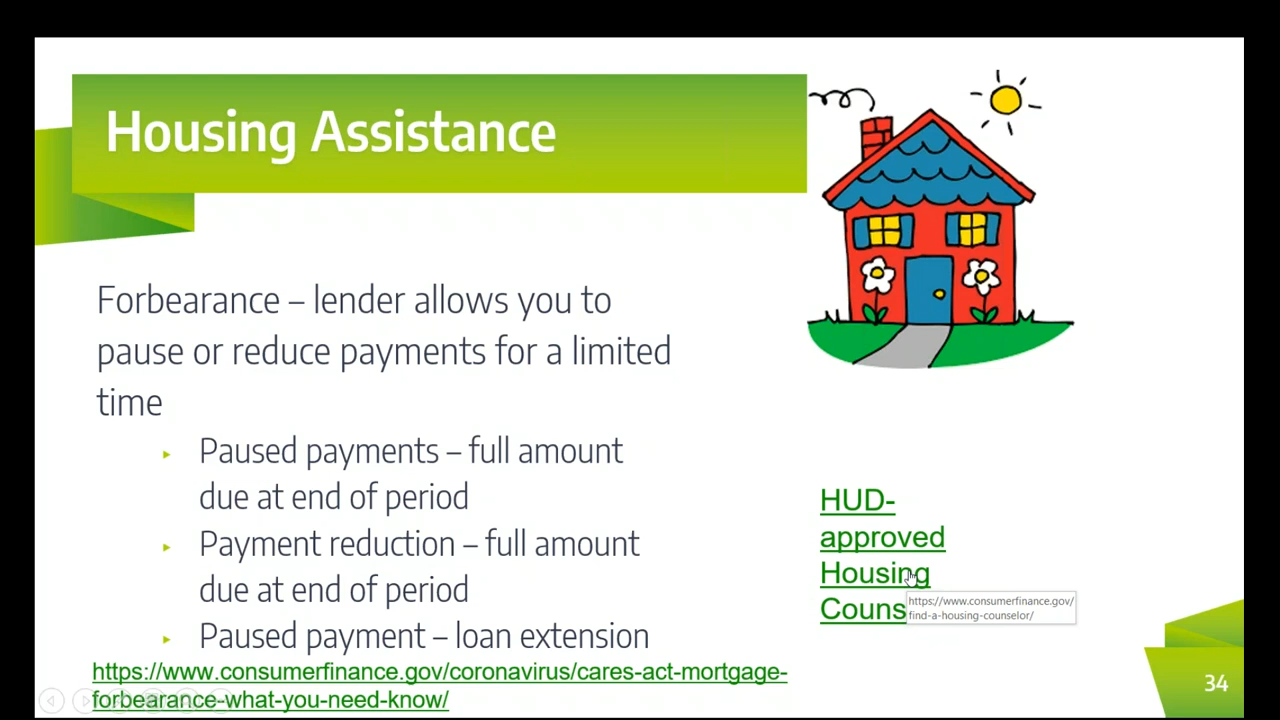 Housing Assistance
Forbearance – lender allows you to
pause or reduce payments for a limited
time
Paused payments – full amount
due at end of period
Payment reduction – full amount
due at end of period
Paused payment – loan extension
https://www.consumerfinance.gov/coronavirus/cares-act-mortgage-
forbearance-what-you-need-know/
HUD-
approved
Housing
Couns
https://www.consumerfinance.gov/
find-a-housing-counselor/
34